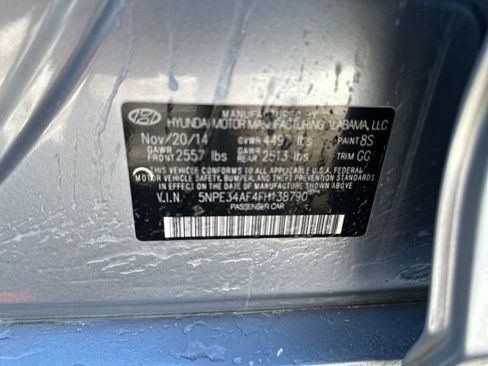 MANUFACTURED BY
HYUNDAI MOTOR MANUFACTURING ALABAMA, LLC
Nov/20/14 GVWR 4497 lbs PAINT 8S
GAWR FRONT 2557 lbs GAWR REAR 2513 lbs TRIM GC
THIS VEHICLE CONFORMS TO ALL APPLICABLE U.S. FEDERAL
MOTOR VEHICLE SAFETY, BUMPER, AND THEFT PREVENTION
STANDARDS IN EFFECT ON THE DATE OF MANUFACTURE SHOWN ABOVE.
V.I.N 5NPE34AF4FH138790
PASSENGER CAR